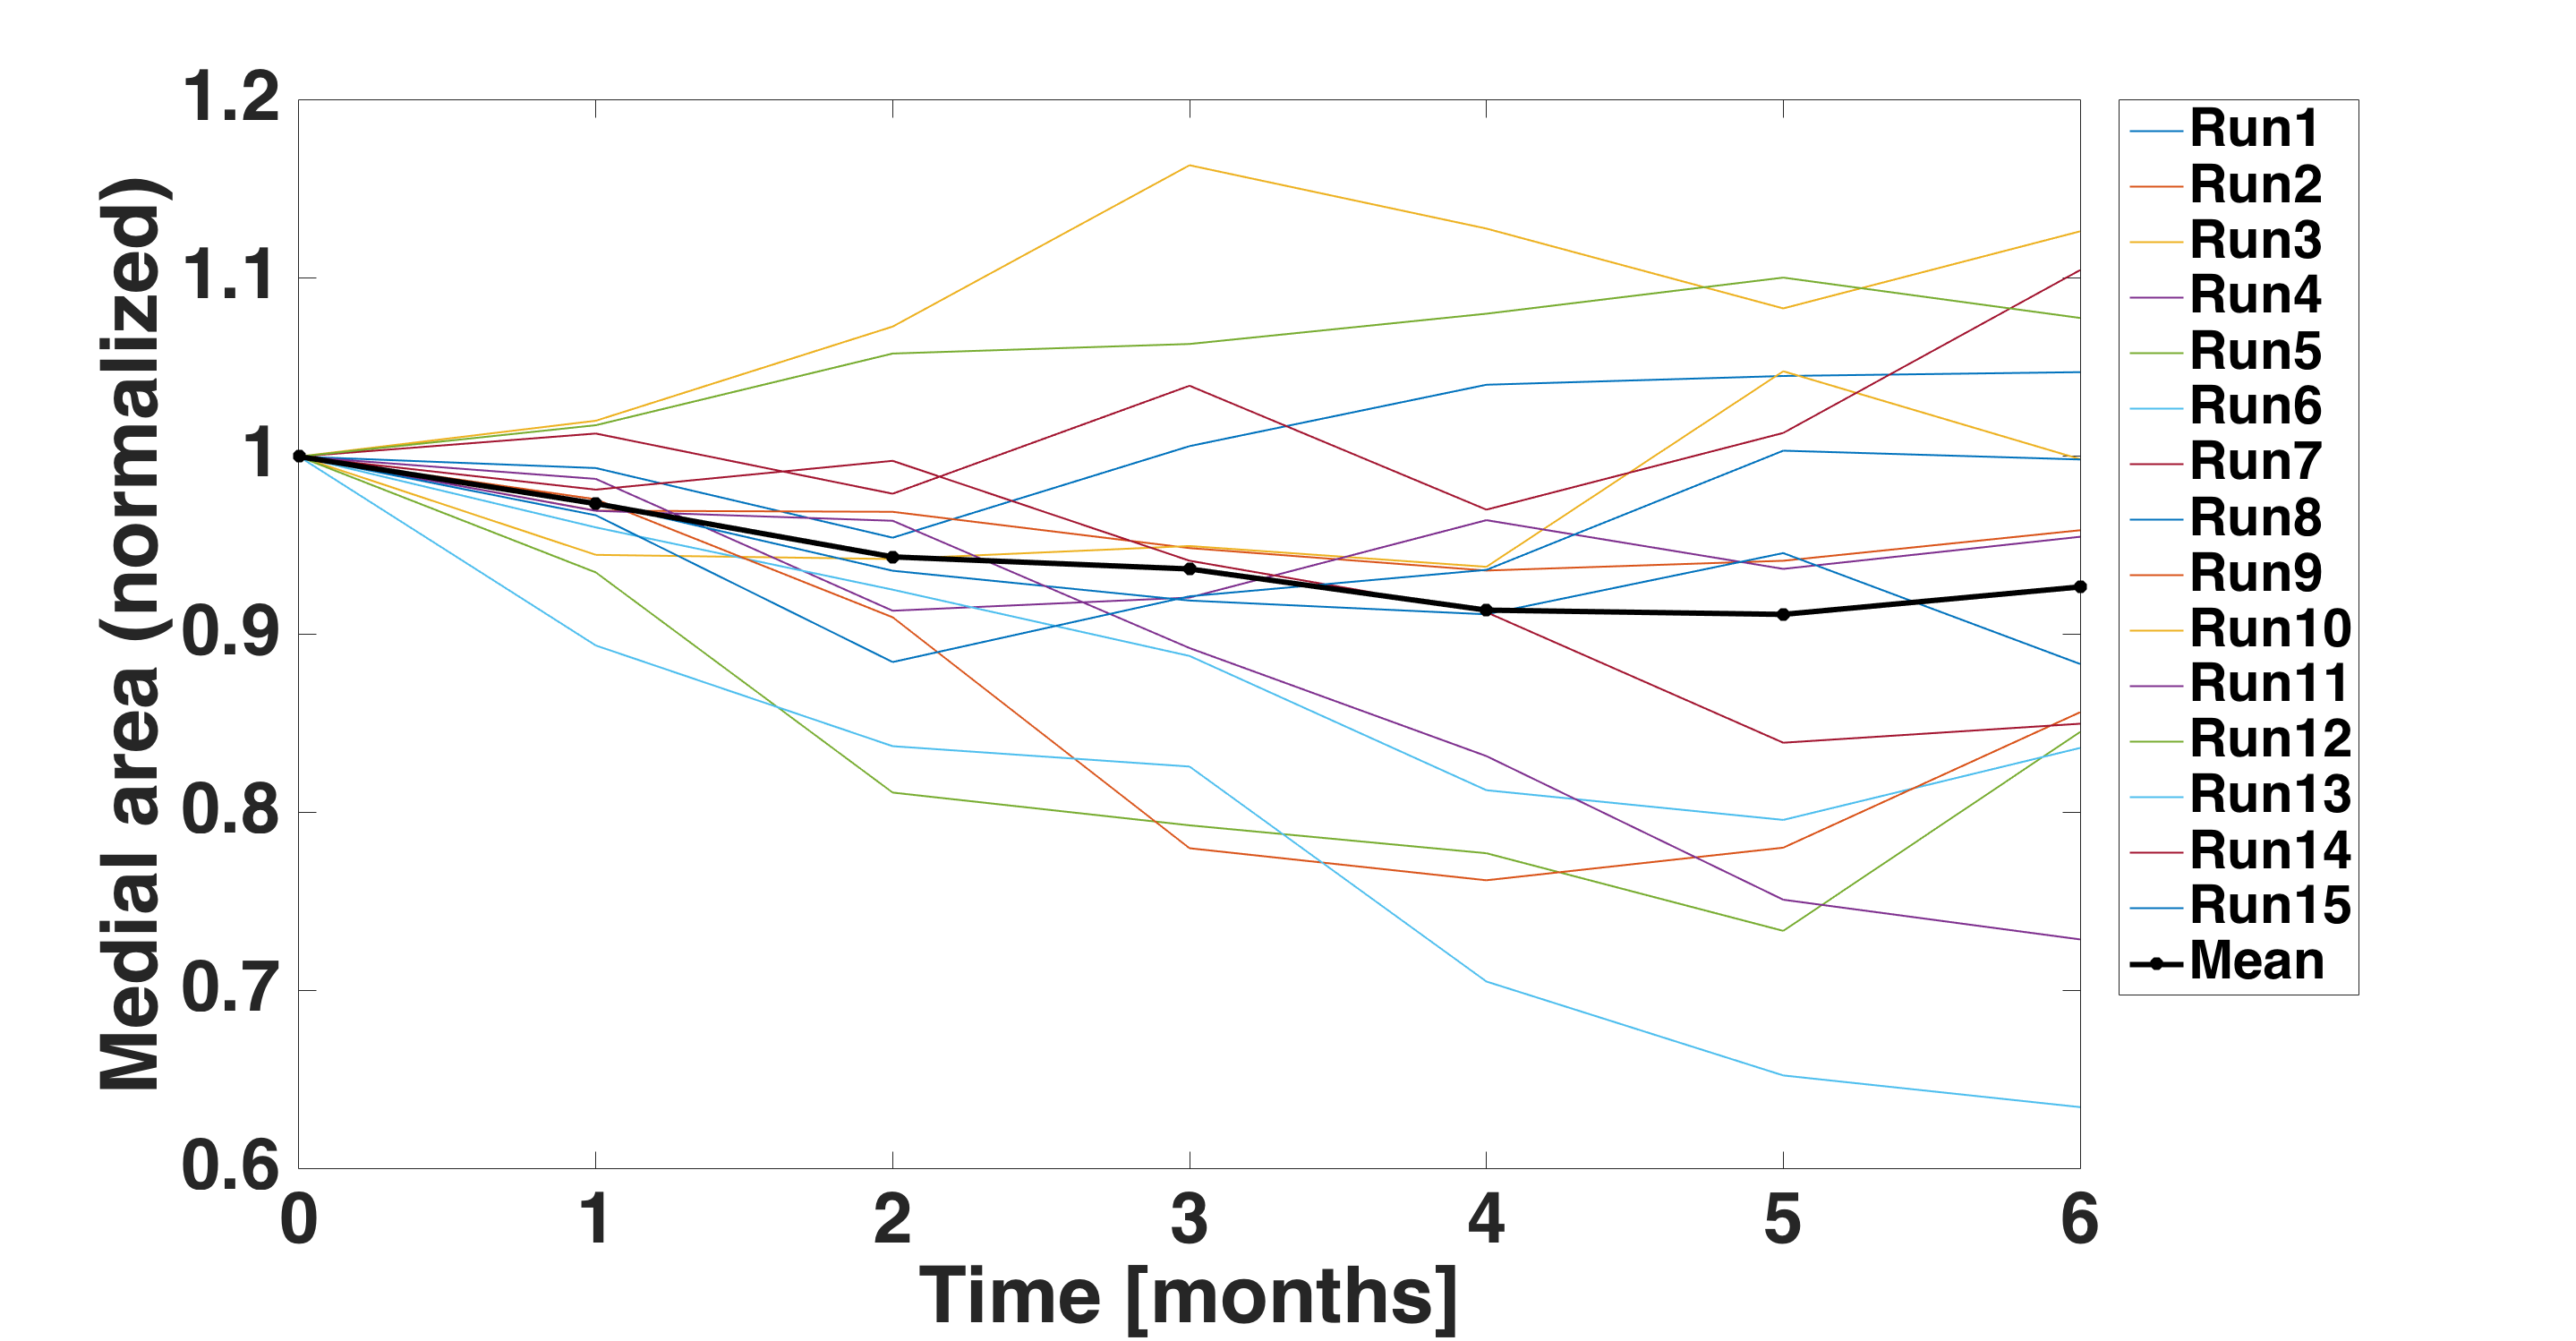 Medial area (normalized)
1.2
1.1
1
0.9
0.8
0.7
0.6
0 1 2 3 4 5 6
Time [months]
Run1
Run2
Run3
Run4
Run5
Run6
Run7
Run8
Run9
Run10
Run11
Run12
Run13
Run14
Run15
Mean